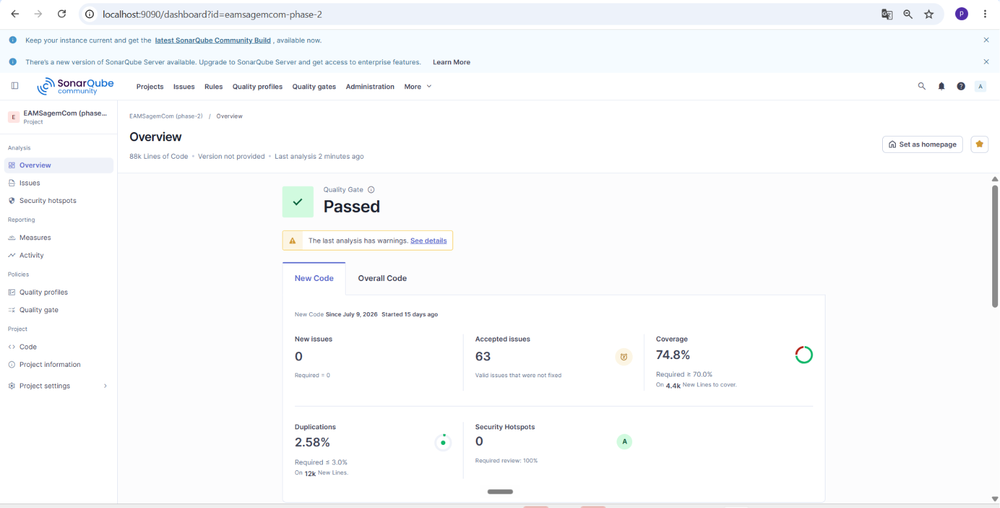 localhost:9090/dashboard?id=eamsagemcom-phase-2
P
Keep your instance current and get the latest SonarQube Community Build , available now.
There's a new version of SonarQube Server available. Upgrade to SonarQube Server and get access to enterprise features. Learn More
SonarQube
community
Projects Issues Rules Quality profiles Quality gates Administration More
A
E
EAMSagemCom (phase...
Project
Analysis
Overview
Issues
Security hotspots
Reporting
Measures
Activity
Policies
Quality profiles
Quality gate
Project
Code
Project information
Project settings
EAMSagemCom (phase-2) / Overview
Overview
88k Lines of Code • Version not provided • Last analysis 2 minutes ago
Set as homepage
Quality Gate
Passed
The last analysis has warnings. See details
New Code Overall Code
New Code Since July 9, 2026 Started 15 days ago
New issues
0
Required = 0
Accepted issues
63
Valid issues that were not fixed
Coverage
74.8%
Required ≥ 70.0%
On 4.4k New Lines to cover.
Duplications
2.58%
Required ≤ 3.0%
On 12k New Lines.
Security Hotspots
0
A
Required review: 100%